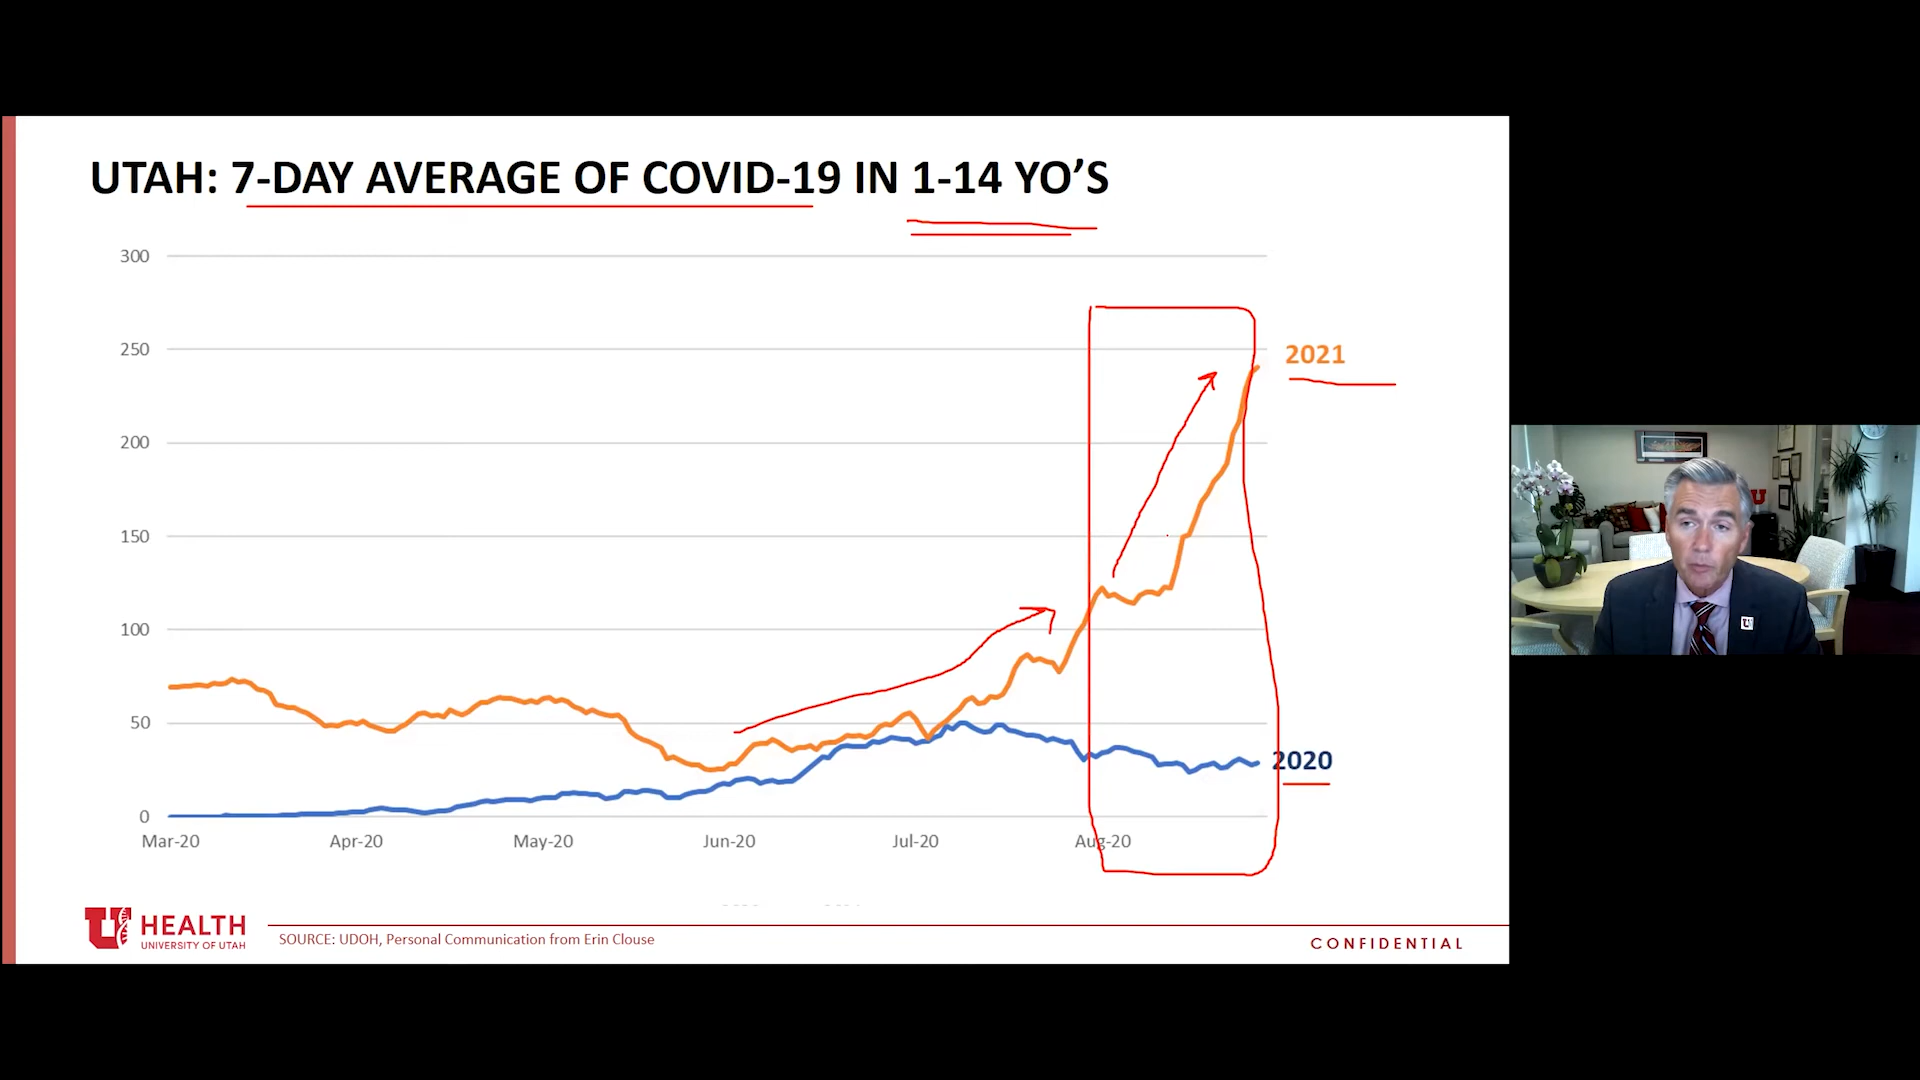 UTAH: 7-DAY AVERAGE OF COVID-19 IN 1-14 YO’S
300
250
200
150
100
50
0
2021
2020
Mar-20
Apr-20
May-20
Jun-20
Jul-20
Aug-20
U HEALTH
UNIVERSITY OF UTAH
SOURCE: UDOH, Personal Communication from Erin Clouse
CONFIDENTIAL